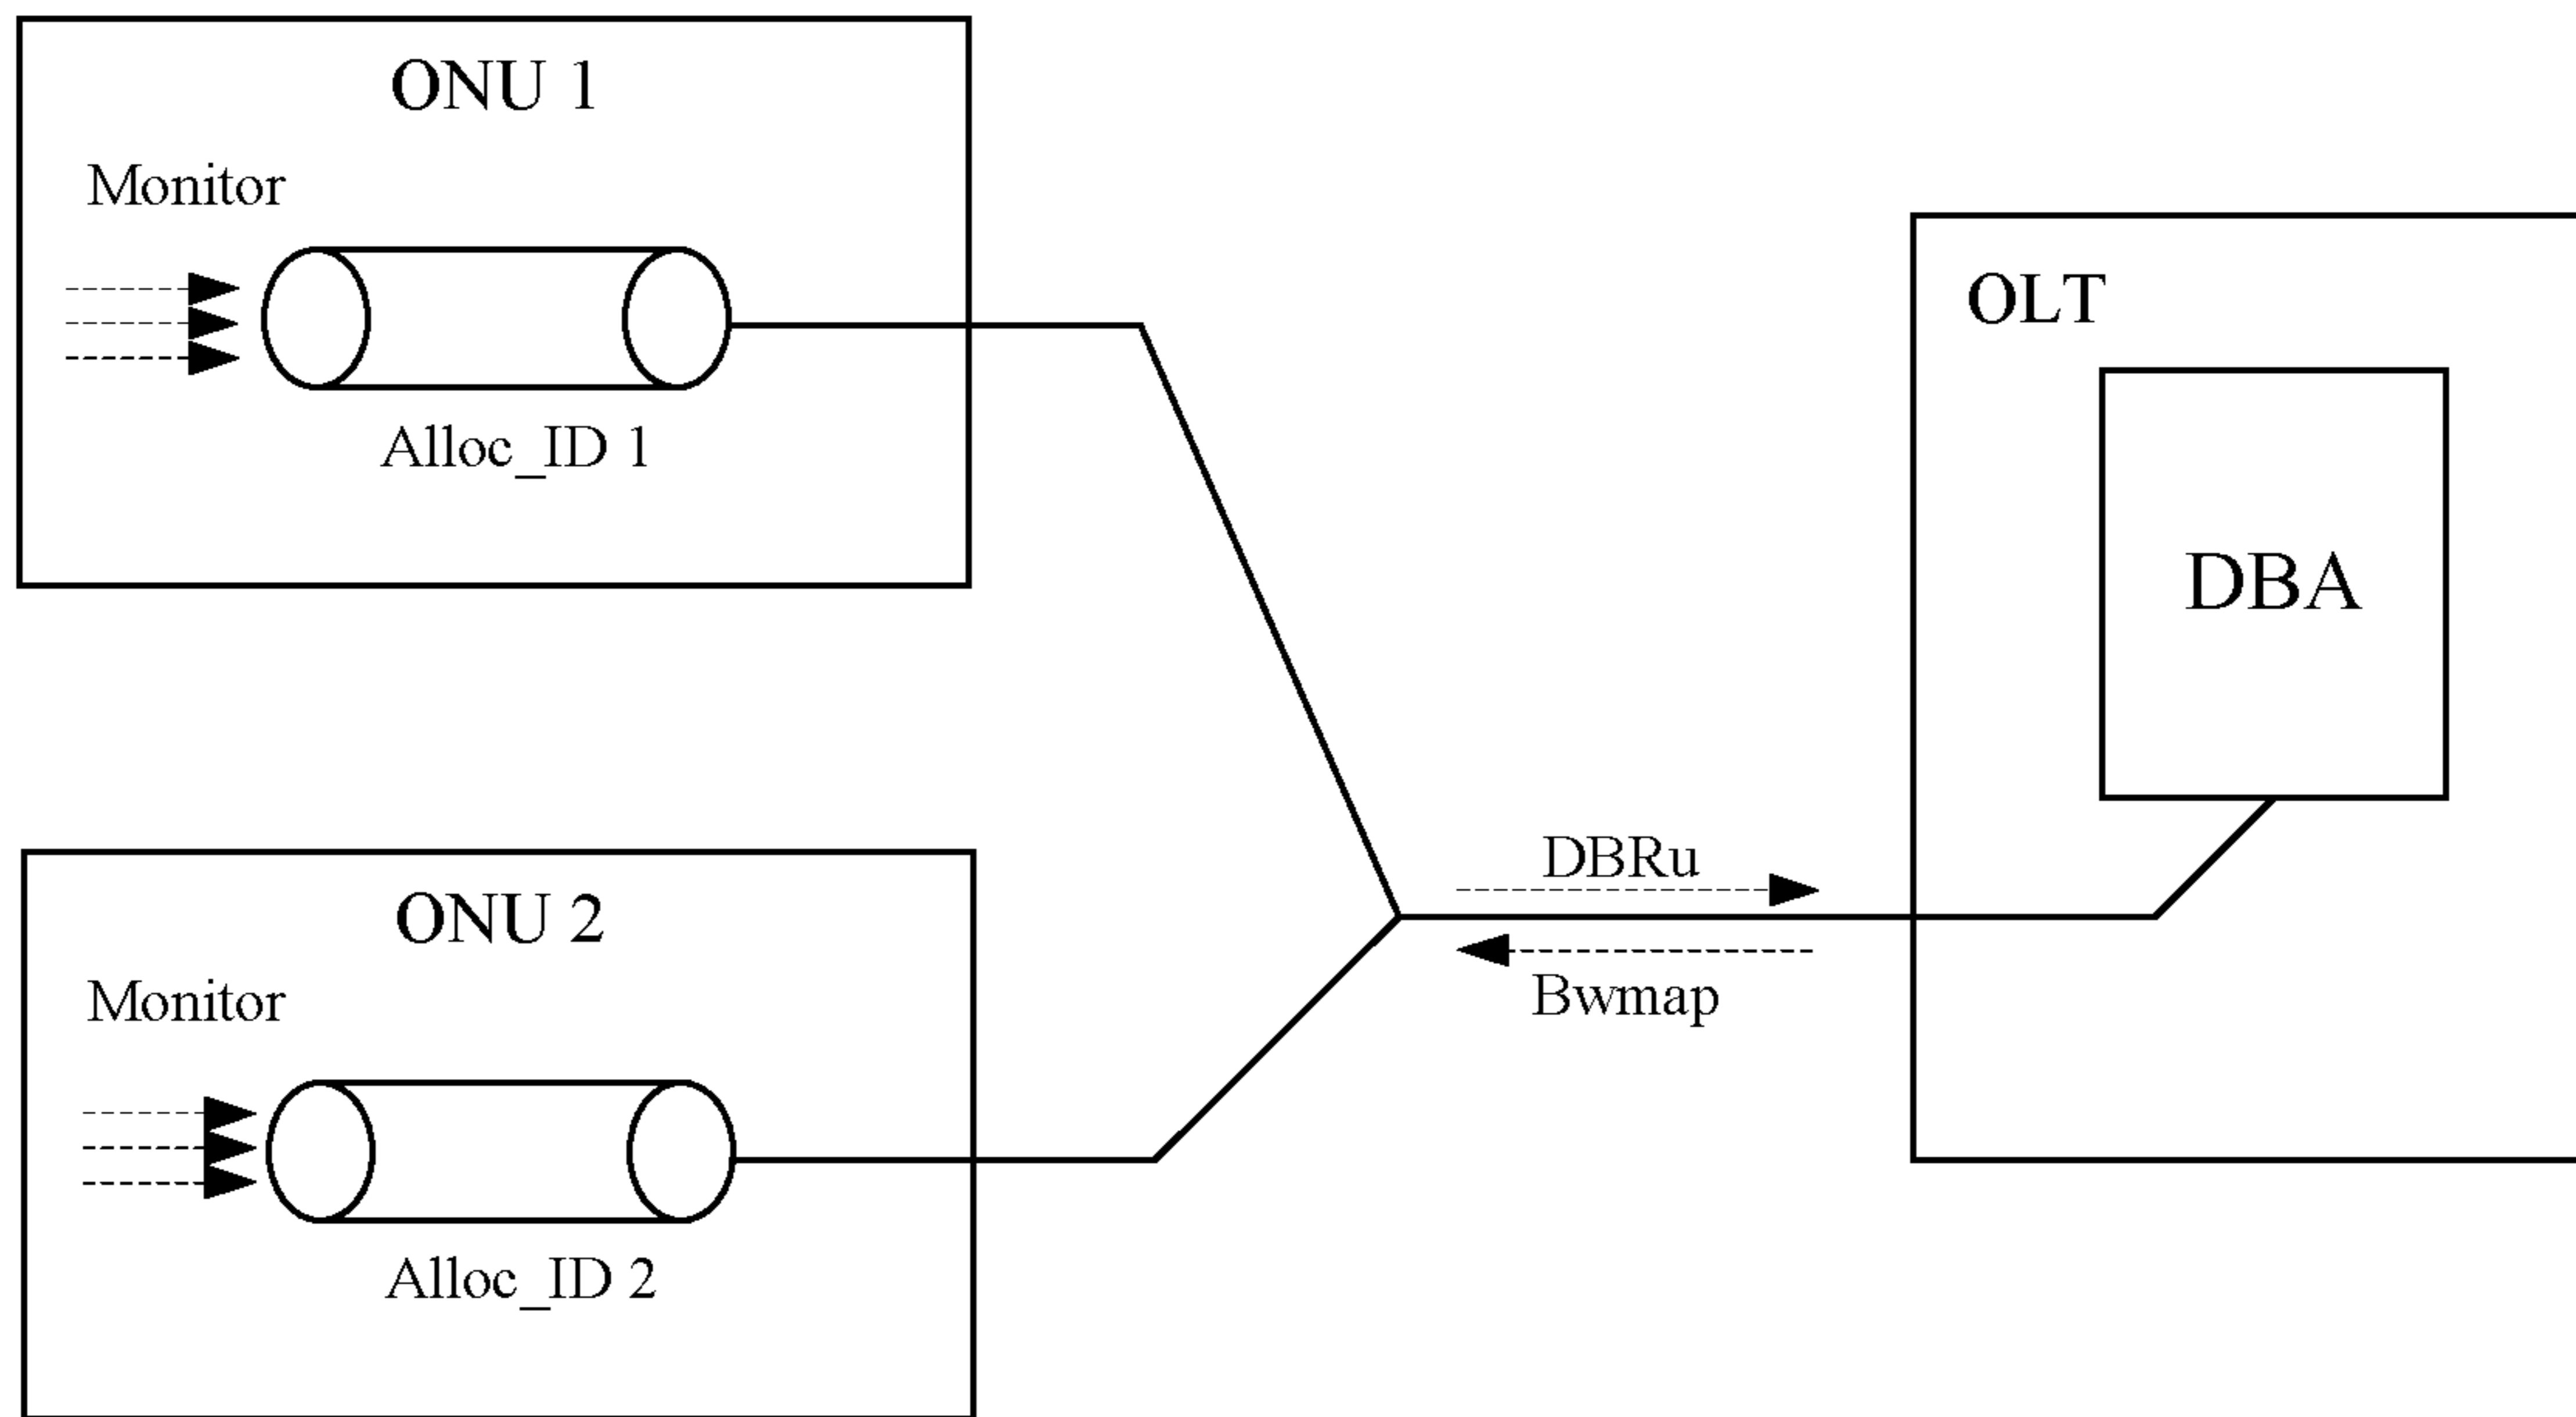 ONU 1
Monitor
Alloc_ID 1
OLT
DBA
DBRu
Bwmap
ONU 2
Monitor
Alloc_ID 2